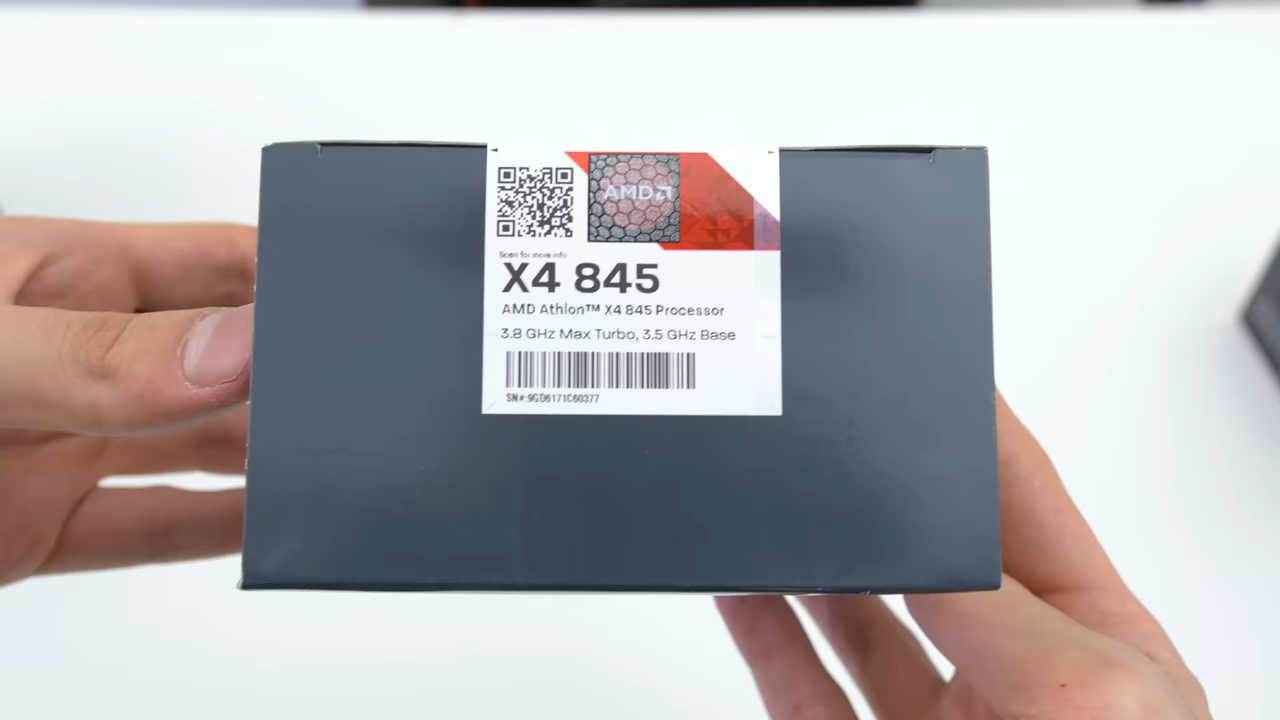 AMD
Scan for more info
X4 845
AMD Athlon™ X4 845 Processor
3.8 GHz Max Turbo, 3.5 GHz Base
SN#:9GD6171C60377